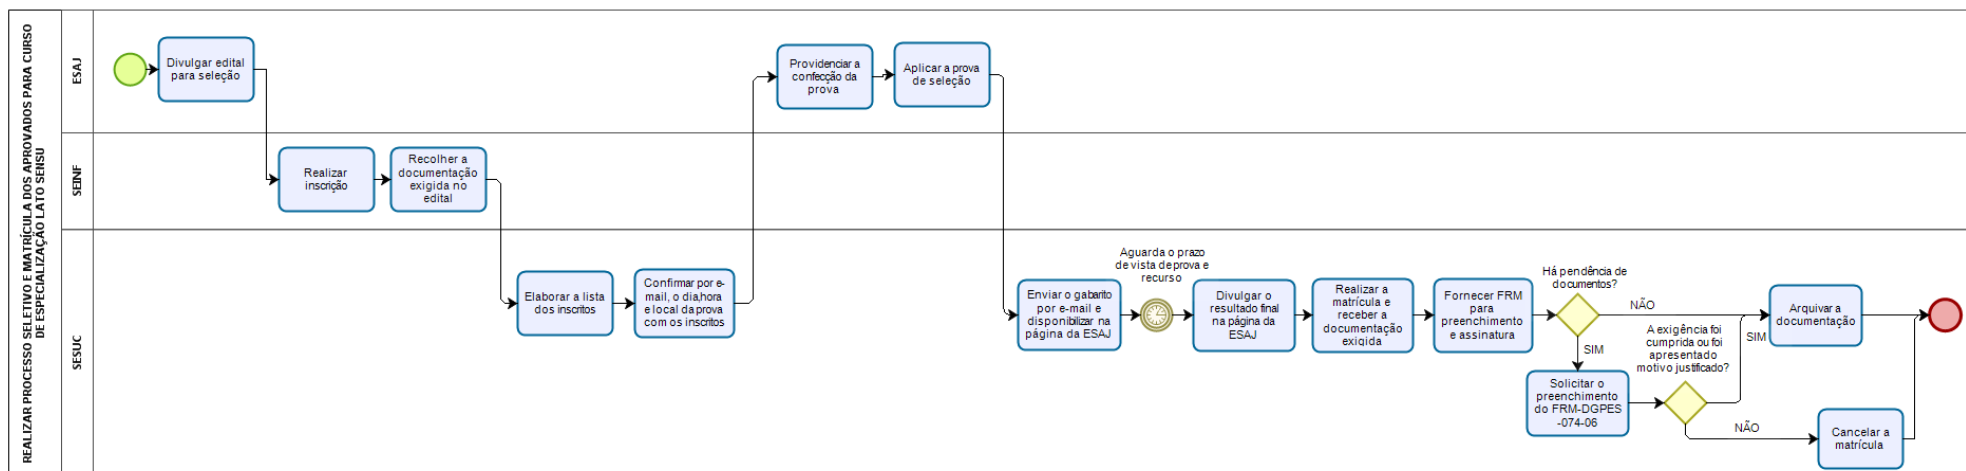 REALIZAR PROCESSO SELETIVO E MATRÍCULA DOS APROVADOS PARA CURSO
DE ESPECIALIZAÇÃO LATO SENSU
ESAJ
Divulgar edital
para seleção
Providenciar a
confecção da
prova
Aplicar a prova
de seleção
SEINF
Realizar
inscrição
Recolher a
documentação
exigida no
edital
SESUC
Elaborar a lista
dos inscritos
Confirmar por e-
mail, o dia,hora
e local da prova
com os inscritos
Enviar o gabarito
por e-mail e
disponibilizar na
página da ESAJ
Aguarda o prazo
de vista de prova e
recurso
Divulgar o
resultado final
na página da
ESAJ
Realizar a
matrícula e
receber a
documentação
exigida
Fornecer FRM
para
preenchimento
e assinatura
Há pendência de
documentos?
NÃO
SIM
Solicitar o
preenchimento
do FRM-DGPES
-074-06
A exigência foi
cumprida ou foi
apresentado
motivo justificado?
SIM
NÃO
Arquivar a
documentação
Cancelar a
matrícula